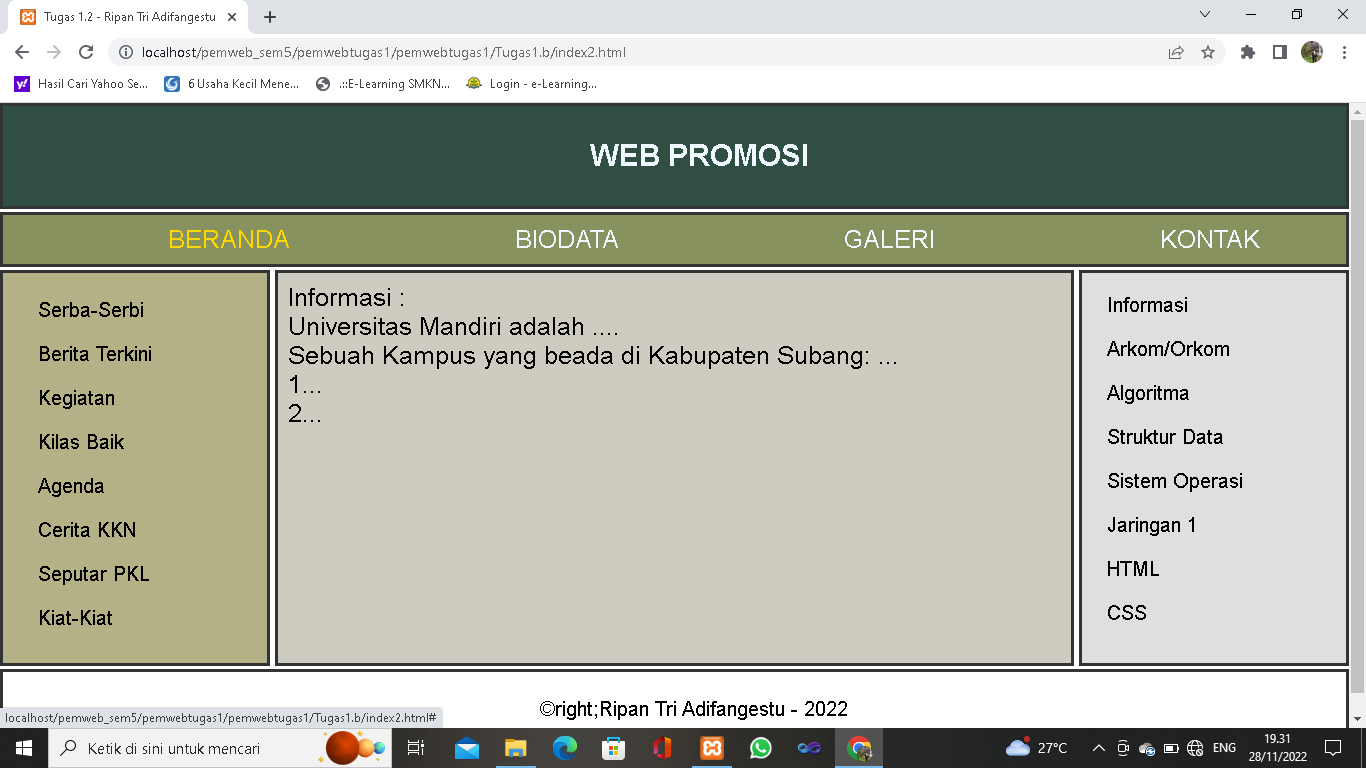 Tugas 1.2 - Ripan Tri Adifangestu
localhost/pemweb_sem5/pemwebtugas1/pemwebtugas1/Tugas1.b/index2.html
Hasil Cari Yahoo Se... 6 Usaha Kecil Mene... .::E-Learning SMKN... Login - e-Learning...
WEB PROMOSI
BERANDA BIODATA GALERI KONTAK
Serba-Serbi
Berita Terkini
Kegiatan
Kilas Baik
Agenda
Cerita KKN
Seputar PKL
Kiat-Kiat
Informasi :
Universitas Mandiri adalah ....
Sebuah Kampus yang beada di Kabupaten Subang: ...
1...
2...
Informasi
Arkom/Orkom
Algoritma
Struktur Data
Sistem Operasi
Jaringan 1
HTML
CSS
©right;Ripan Tri Adifangestu - 2022
localhost/pemweb_sem5/pemwebtugas1/pemwebtugas1/Tugas1.b/index2.html#
Ketik di sini untuk mencari
27°C
ENG
19.31
28/11/2022